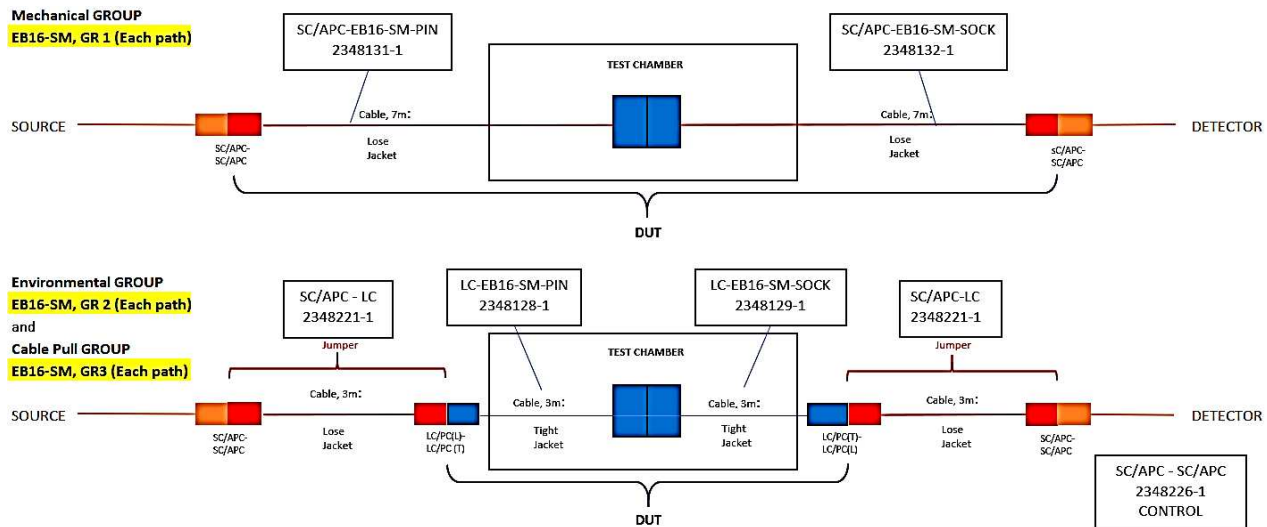 Mechanical GROUP
EB16-SM, GR 1 (Each path)
SC/APC-EB16-SM-PIN
2348131-1
SC/APC-EB16-SM-SOCK
2348132-1
TEST CHAMBER
SOURCE
Cable, 7m:
Lose
Jacket
Cable, 7m:
Lose
Jacket
DETECTOR
SC/APC-
SC/APC
sC/APC-
SC/APC
DUT
Environmental GROUP
EB16-SM, GR 2 (Each path)
and
Cable Pull GROUP
EB16-SM, GR3 (Each path)
SC/APC - LC
2348221-1
Jumper
LC-EB16-SM-PIN
2348128-1
LC-EB16-SM-SOCK
2348129-1
SC/APC-LC
2348221-1
Jumper
TEST CHAMBER
SOURCE
Cable, 3m:
Lose
Jacket
Cable, 3m:
Tight
Jacket
Cable, 3m:
Tight
Jacket
Cable, 3m:
Lose
Jacket
DETECTOR
SC/APC-
SC/APC
LC/PC(L)-
LC/PC (T)
LC/PC(T)-
LC/PC(L)
SC/APC-
SC/APC
SC/APC - SC/APC
2348226-1
CONTROL
DUT